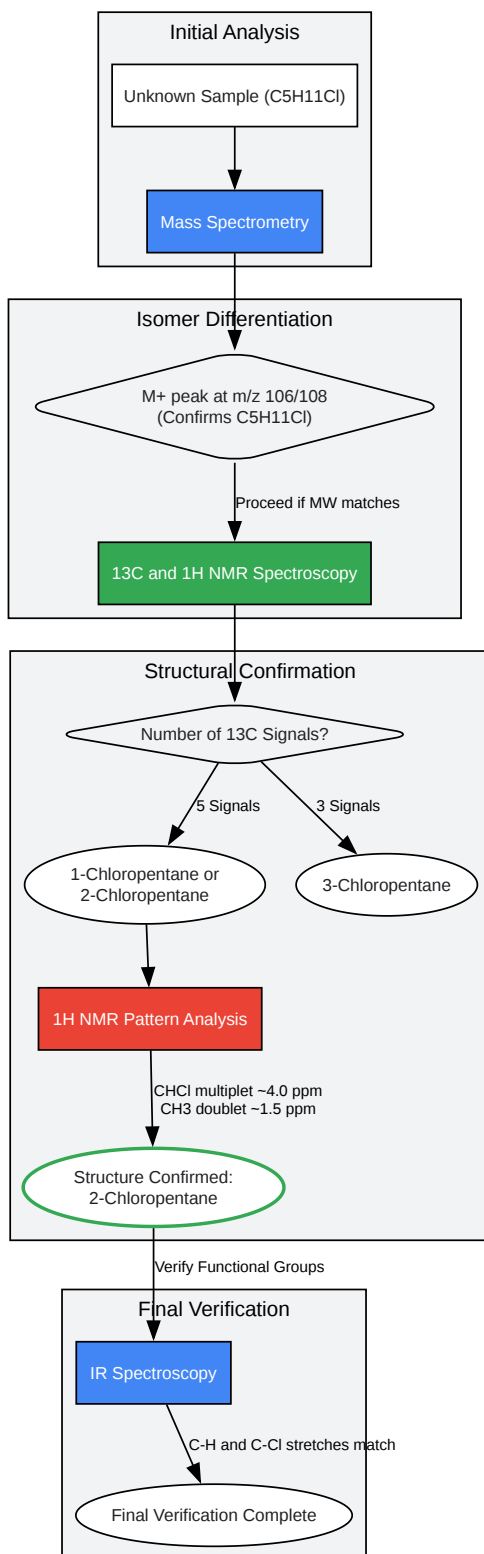 Initial Analysis
Unknown Sample (C5H11Cl)
Mass Spectrometry
Isomer Differentiation
M+ peak at m/z 106/108
(Confirms C5H11Cl)
Proceed if MW matches
13C and 1H NMR Spectroscopy
Structural Confirmation
Number of 13C Signals?
5 Signals
3 Signals
1-Chloropentane or
2-Chloropentane
3-Chloropentane
1H NMR Pattern Analysis
CHCl multiplet ~4.0 ppm
CH3 doublet ~1.5 ppm
Structure Confirmed:
2-Chloropentane
Verify Functional Groups
Final Verification
IR Spectroscopy
C-H and C-Cl stretches match
Final Verification Complete